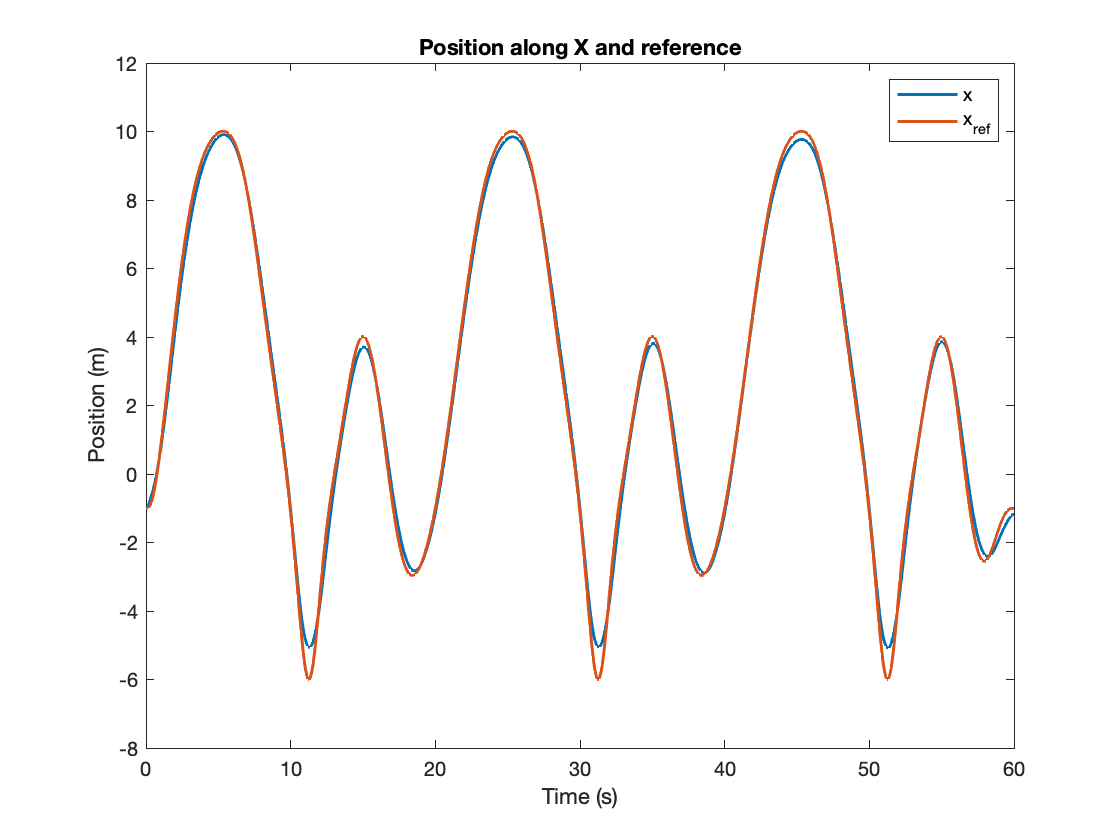 Position along X and reference
12
10
8
6
4
2
0
-2
-4
-6
-8
Position (m)
0 10 20 30 40 50 60
Time (s)
x
x_ref